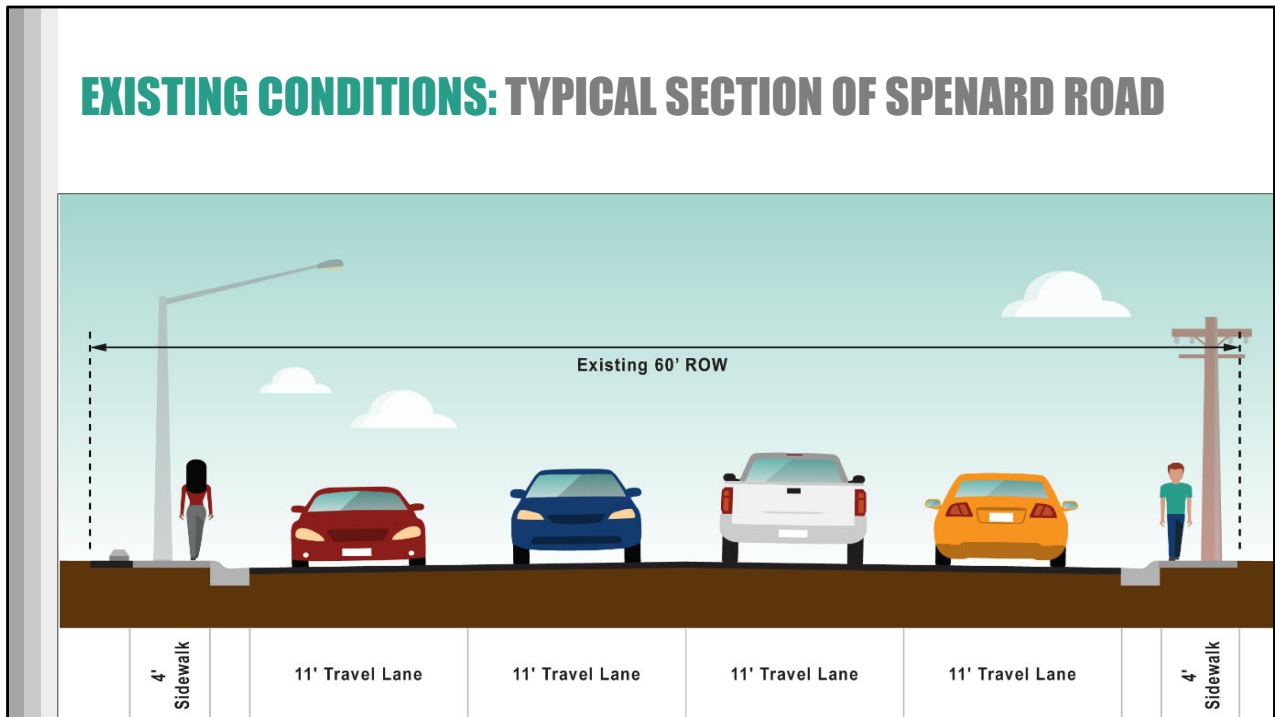 EXISTING CONDITIONS: TYPICAL SECTION OF SPENARD ROAD
Existing 60' ROW
4'
Sidewalk
11' Travel Lane
11' Travel Lane
11' Travel Lane
11' Travel Lane
4'
Sidewalk